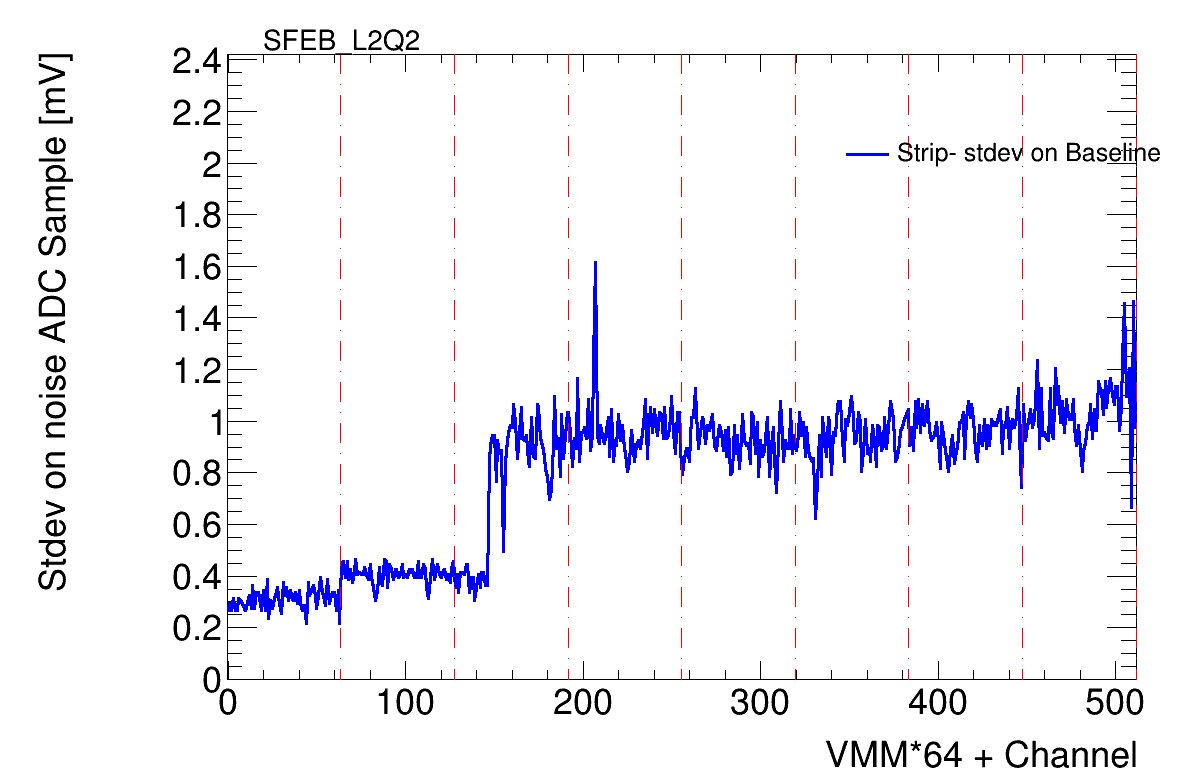 SFEB_L2Q2
Stdev on noise ADC Sample [mV]
2.4
2.2
2
1.8
1.6
1.4
1.2
1
0.8
0.6
0.4
0.2
0
Strip- stdev on Baseline
0 100 200 300 400 500
VMM*64 + Channel